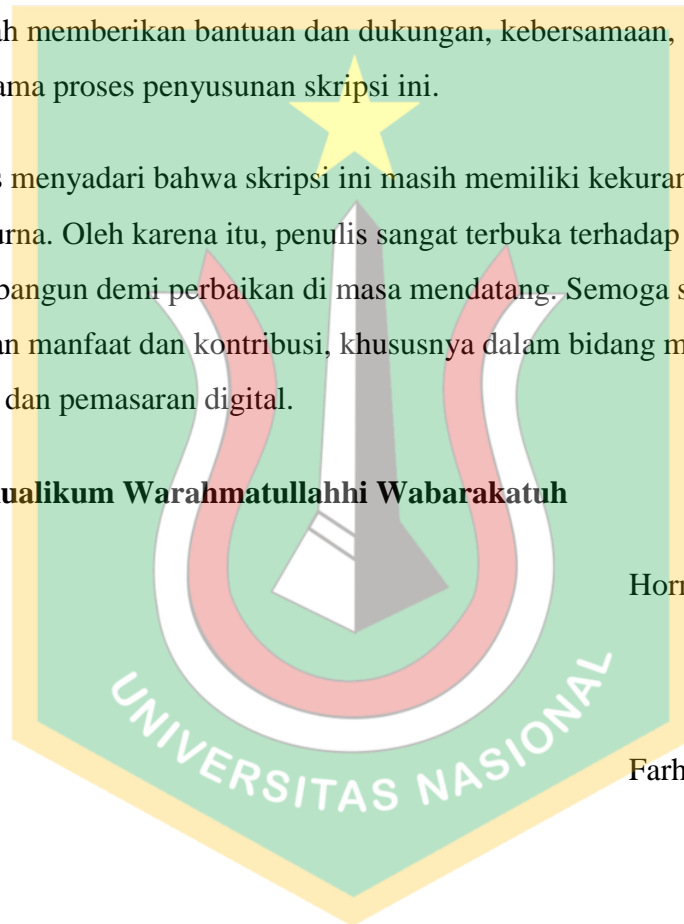 ah memberikan bantuan dan dukungan, kebersamaan,
ama proses penyusunan skripsi ini.
s menyadari bahwa skripsi ini masih memiliki kekuran
urna. Oleh karena itu, penulis sangat terbuka terhadap
bangun demi perbaikan di masa mendatang. Semoga s
an manfaat dan kontribusi, khususnya dalam bidang m
dan pemasaran digital.
ualikum Warahmatullahhi Wabarakatuh
Horn
Farh
UNIVERSITAS NASIONAL